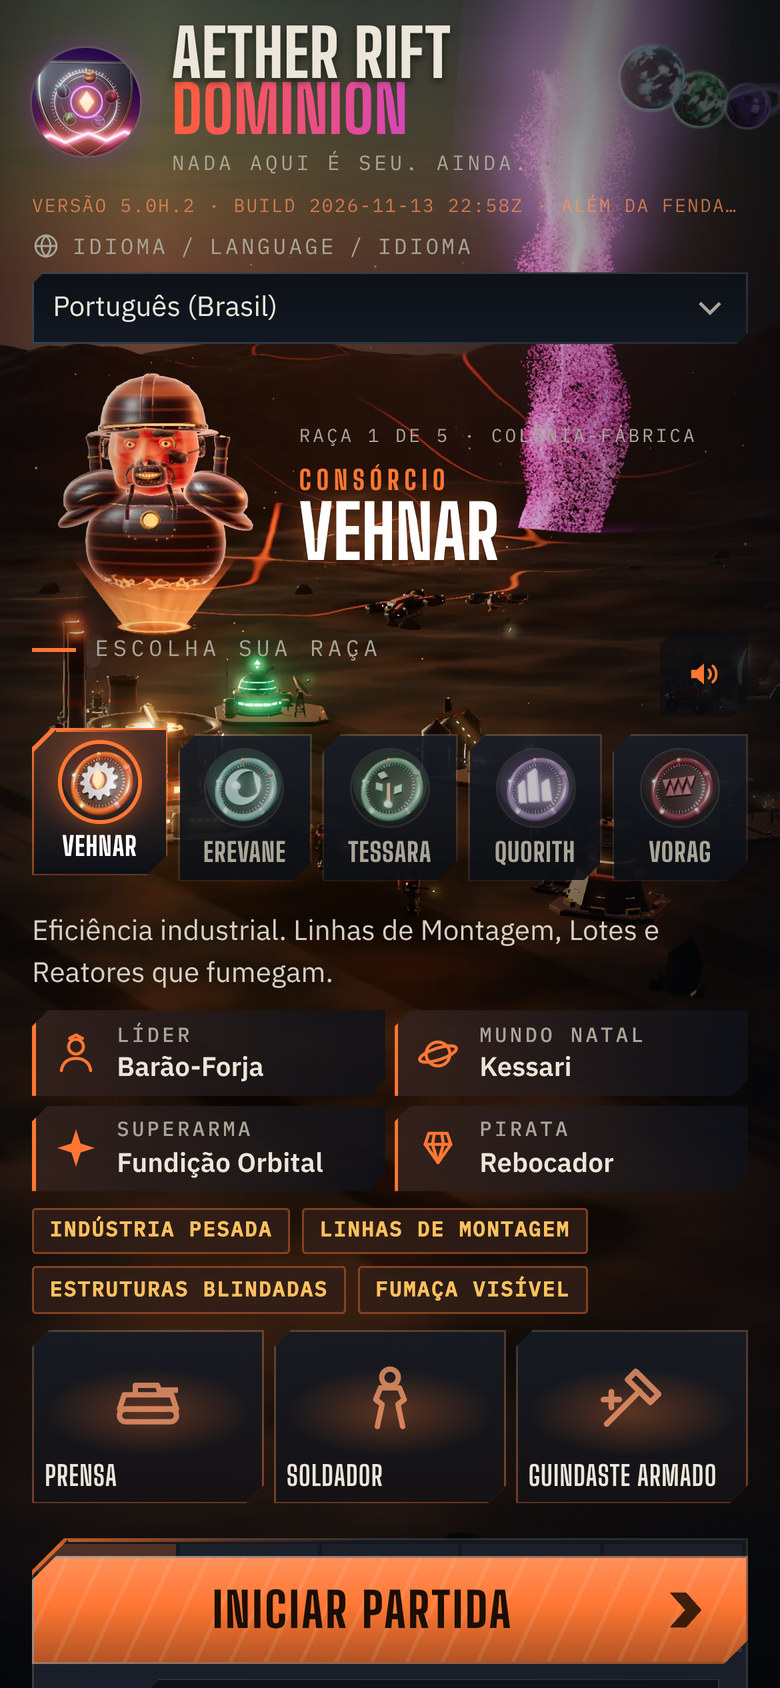 AETHER RIFT
DOMINION
NADA AQUI É SEU. AINDA.
VERSÃO 5.0H.2 · BUILD 2026-11-13 22:58Z · ALÉM DA FENDA…
IDIOMA / LANGUAGE / IDIOMA
Português (Brasil)
RAÇA 1 DE 5 · COLÔNIA-FÁBRICA
CONSÓRCIO
VEHNAR
ESCOLHA SUA RAÇA
VEHNAR
EREVANE
TESSARA
QUORITH
VORAG
Eficiência industrial. Linhas de Montagem, Lotes e
Reatores que fumegam.
LÍDER
Barão-Forja
MUNDO NATAL
Kessari
SUPERARMA
Fundição Orbital
PIRATA
Rebocador
INDÚSTRIA PESADA
LINHAS DE MONTAGEM
ESTRUTURAS BLINDADAS
FUMAÇA VISÍVEL
PRENSA
SOLDADOR
GUINDASTE ARMADO
INICIAR PARTIDA